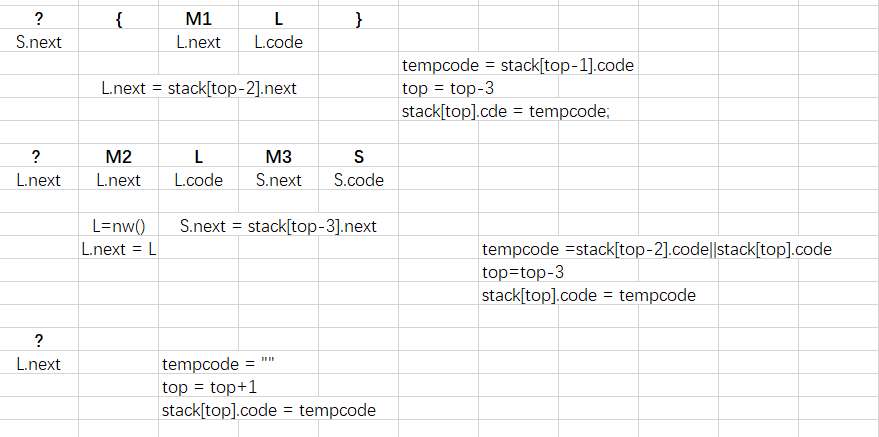 ? { M1 L }
S.next L.next L.code
tempcode = stack[top-1].code
L.next = stack[top-2].next top = top-3
stack[top].cde = tempcode;
? M2 L M3 S
L.next L.next L.code S.next S.code
L=nw() S.next = stack[top-3].next
L.next = L tempcode =stack[top-2].code||stack[top].code
top=top-3
stack[top].code = tempcode
?
L.next tempcode = ""
top = top+1
stack[top].code = tempcode